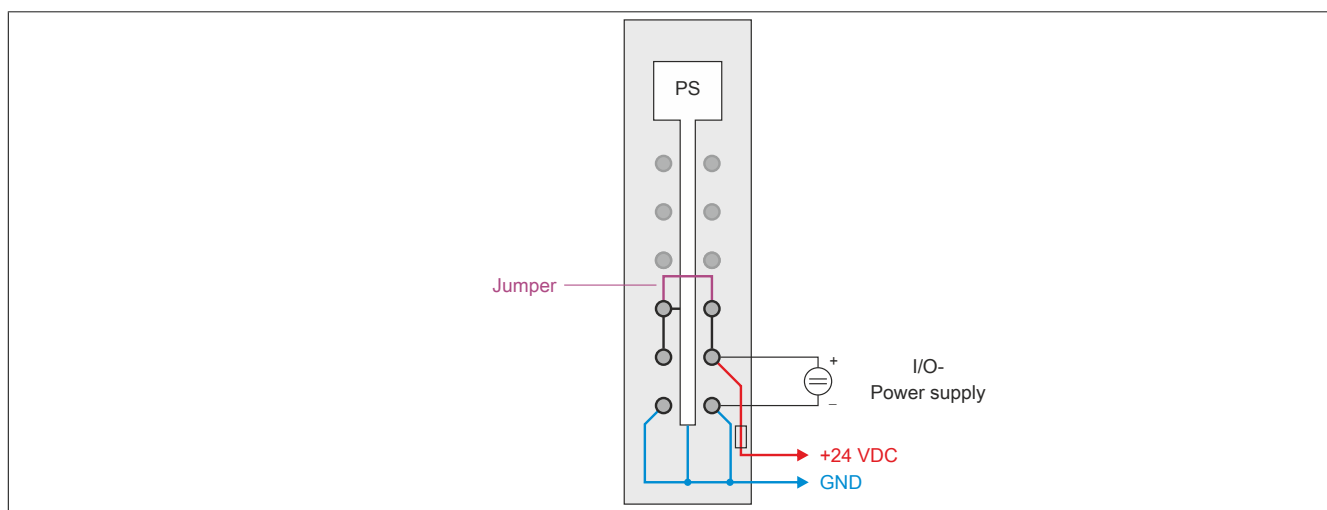 PS
Jumper
+
I/O-
Power supply
–
+24 VDC
GND